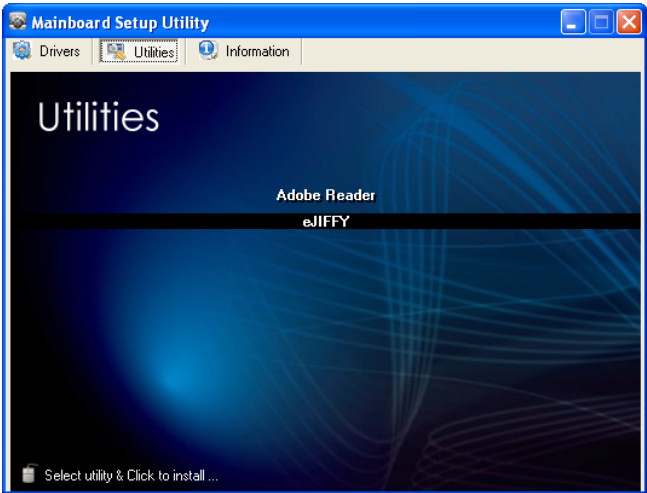 Mainboard Setup Utility
Drivers Utilities Information
Utilities
Adobe Reader
eJIFFY
Select utility & Click to install ...